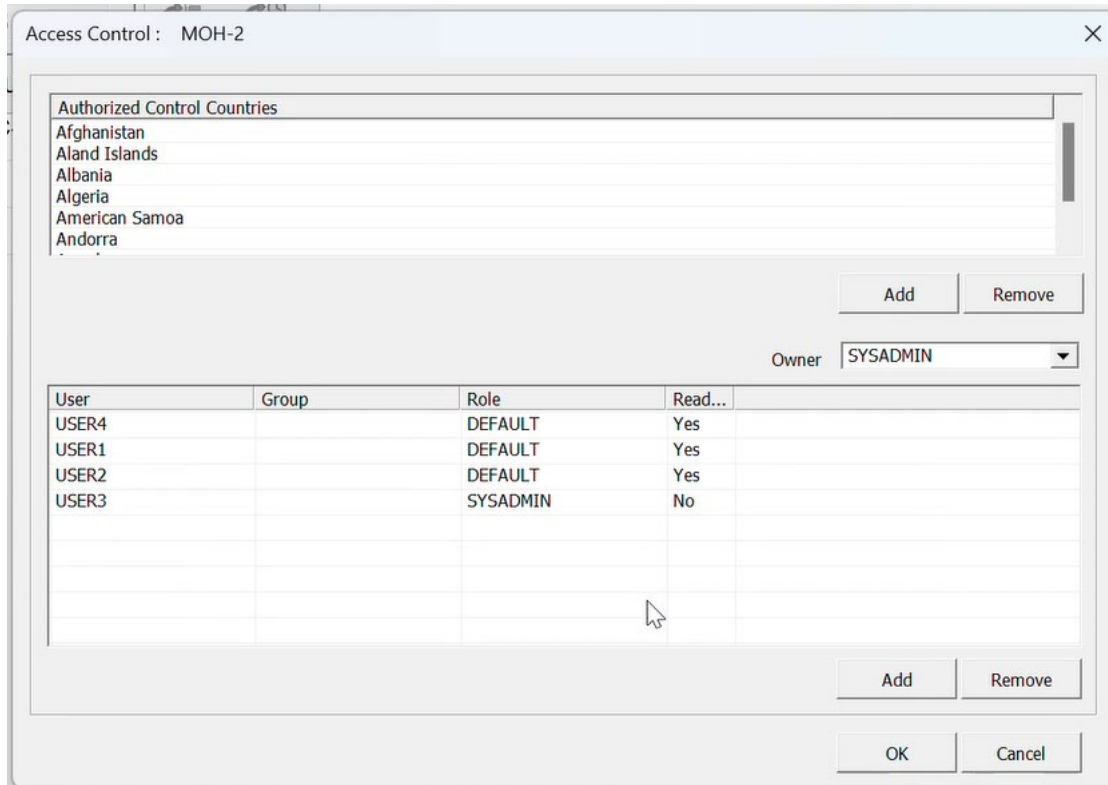 Access Control : MOH-2
Authorized Control Countries
Afghanistan
Aland Islands
Albania
Algeria
American Samoa
Andorra
Add Remove
Owner SYSADMIN
User Group Role Read...
USER4 DEFAULT Yes
USER1 DEFAULT Yes
USER2 DEFAULT Yes
USER3 SYSADMIN No
Add Remove
OK Cancel